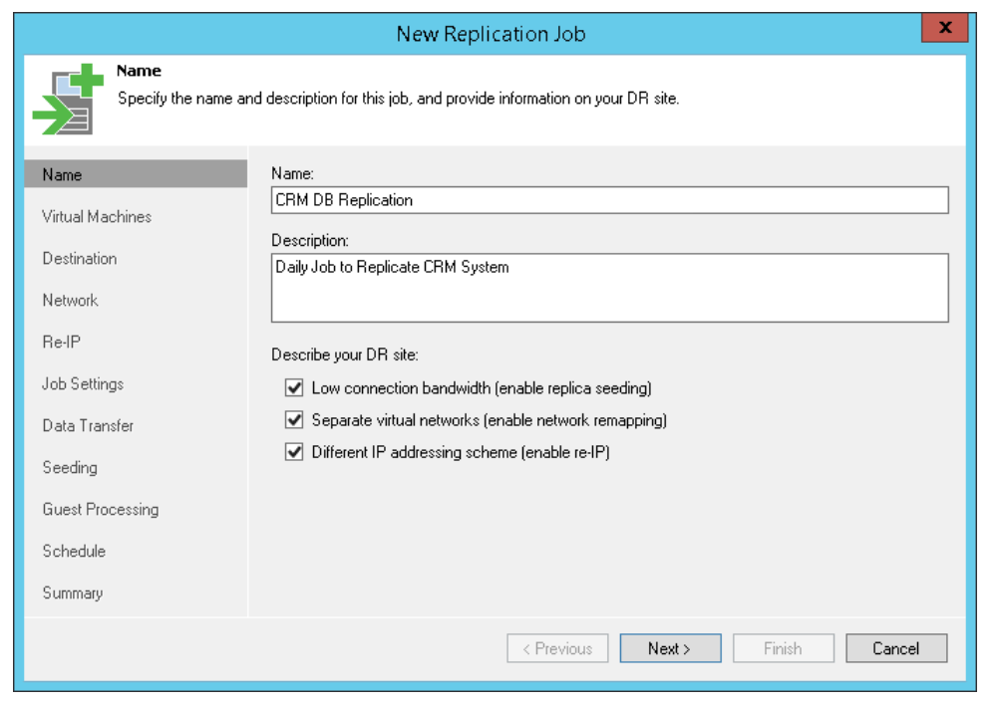 New Replication Job
x
Name
Specify the name and description for this job, and provide information on your DR site.
Name
Virtual Machines
Destination
Network
Re-IP
Job Settings
Data Transfer
Seeding
Guest Processing
Schedule
Summary
Name:
CRM DB Replication
Description:
Daily Job to Replicate CRM System
Describe your DR site:
Low connection bandwidth (enable replica seeding)
Separate virtual networks (enable network remapping)
Different IP addressing scheme (enable re-IP)
< Previous
Next >
Finish
Cancel